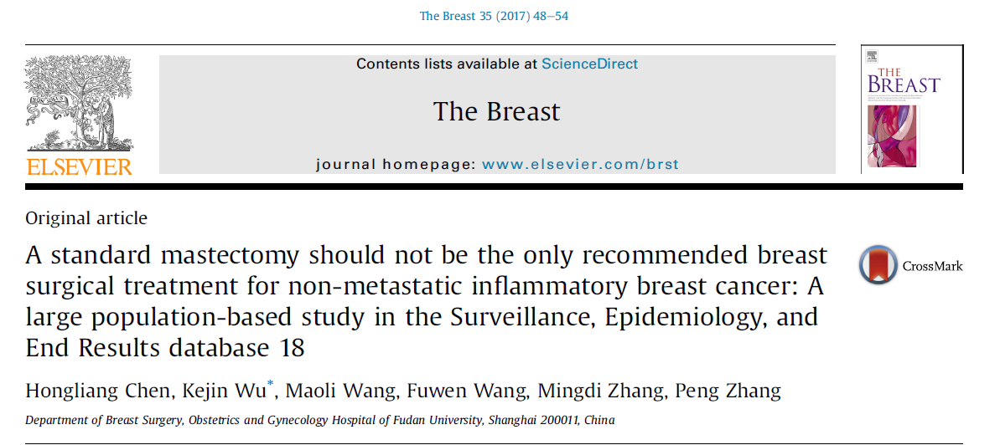 The Breast 35 (2017) 48–54
Contents lists available at ScienceDirect
The Breast
journal homepage: www.elsevier.com/brst
ELSEVIER
THE
BREAST
Original article
A standard mastectomy should not be the only recommended breast
surgical treatment for non-metastatic inflammatory breast cancer: A
large population-based study in the Surveillance, Epidemiology, and
End Results database 18
CrossMark
Hongliang Chen, Kejin Wu*, Maoli Wang, Fuwen Wang, Mingdi Zhang, Peng Zhang
Department of Breast Surgery, Obstetrics and Gynecology Hospital of Fudan University, Shanghai 200011, China